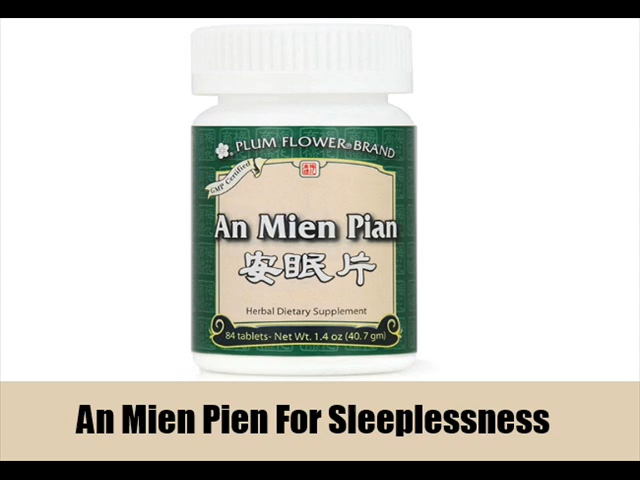 PLUM FLOWER® BRAND
GMP Certified
An Mien Pian
安眠片
Herbal Dietary Supplement
84 tablets- Net Wt. 1.4 oz (40.7 gm)
An Mien Pien For Sleeplessness